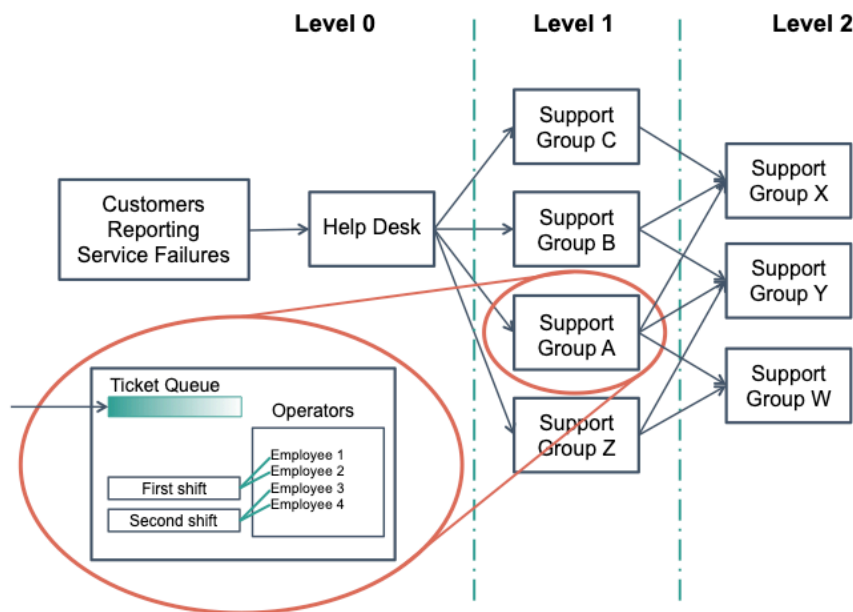 Level 0
Level 1
Level 2
Support
Group C
Support
Group X
Customers
Reporting
Service Failures
Help Desk
Support
Group B
Support
Group Y
Support
Group A
Support
Group W
Support
Group Z
Ticket Queue
Operators
Employee 1
Employee 2
First shift
Employee 3
Employee 4
Second shift